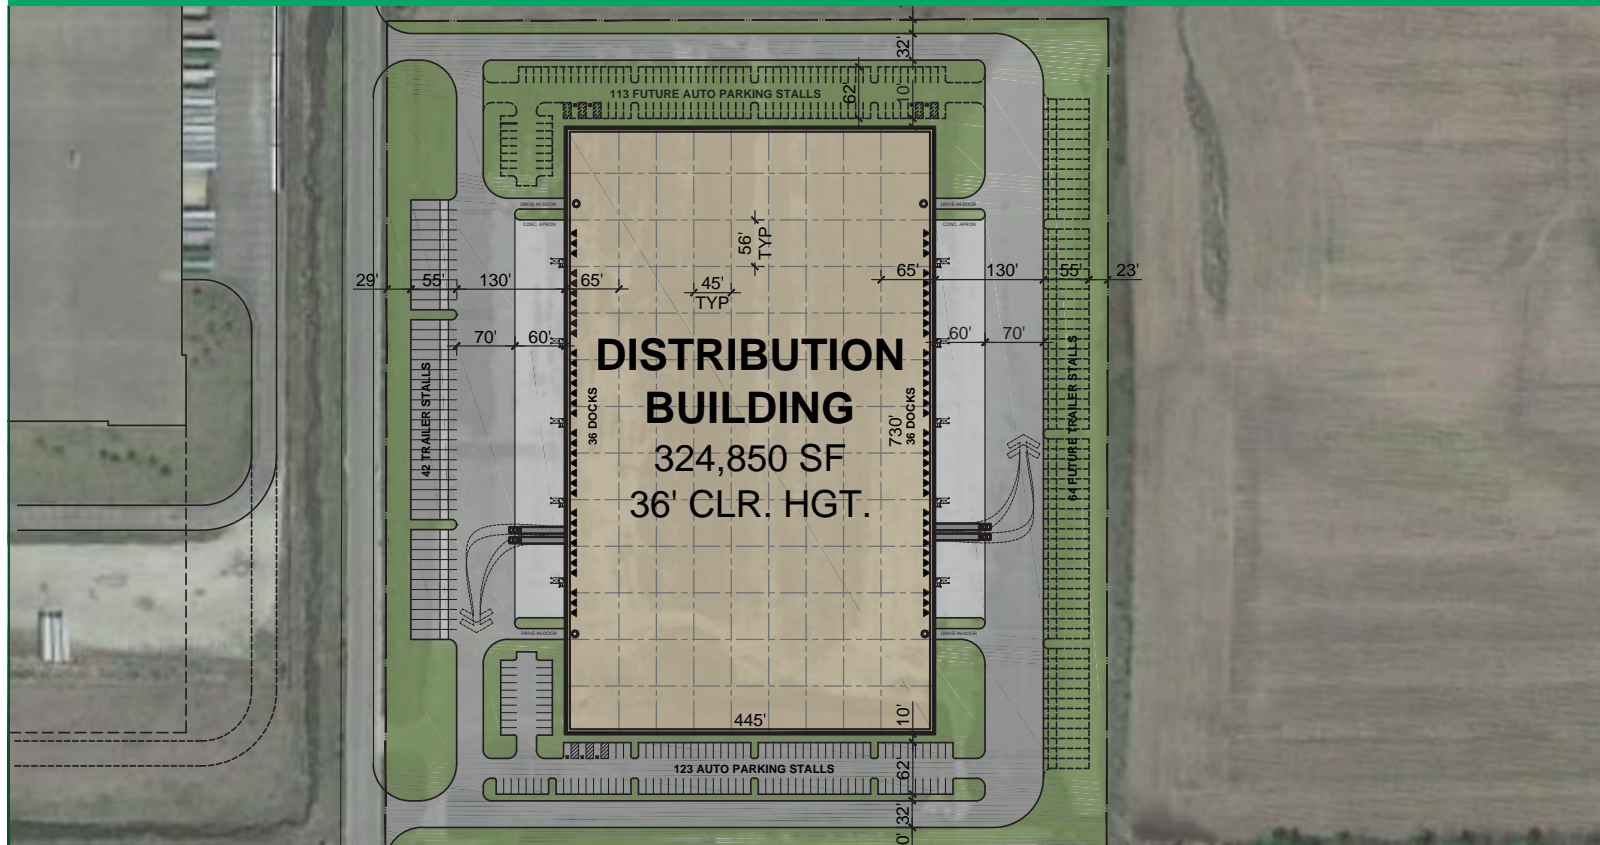 32'
113 FUTURE AUTO PARKING STALLS
62'
10'
DRIVE-IN-DOOR
DRIVE-IN-DOOR
CONC. APRON
CONC. APRON
56'
TYP
29'
55'
130'
65'
45'
TYP
65'
130'
55'
23'
70'
60'
60'
70'
DISTRIBUTION
BUILDING
324,850 SF
36' CLR. HGT.
42 TRAILER STALLS
36 DOCKS
730'
36 DOCKS
64 FUTURE TRAILER STALLS
DRIVE-IN-DOOR
DRIVE-IN-DOOR
445'
10'
123 AUTO PARKING STALLS
62'
32'